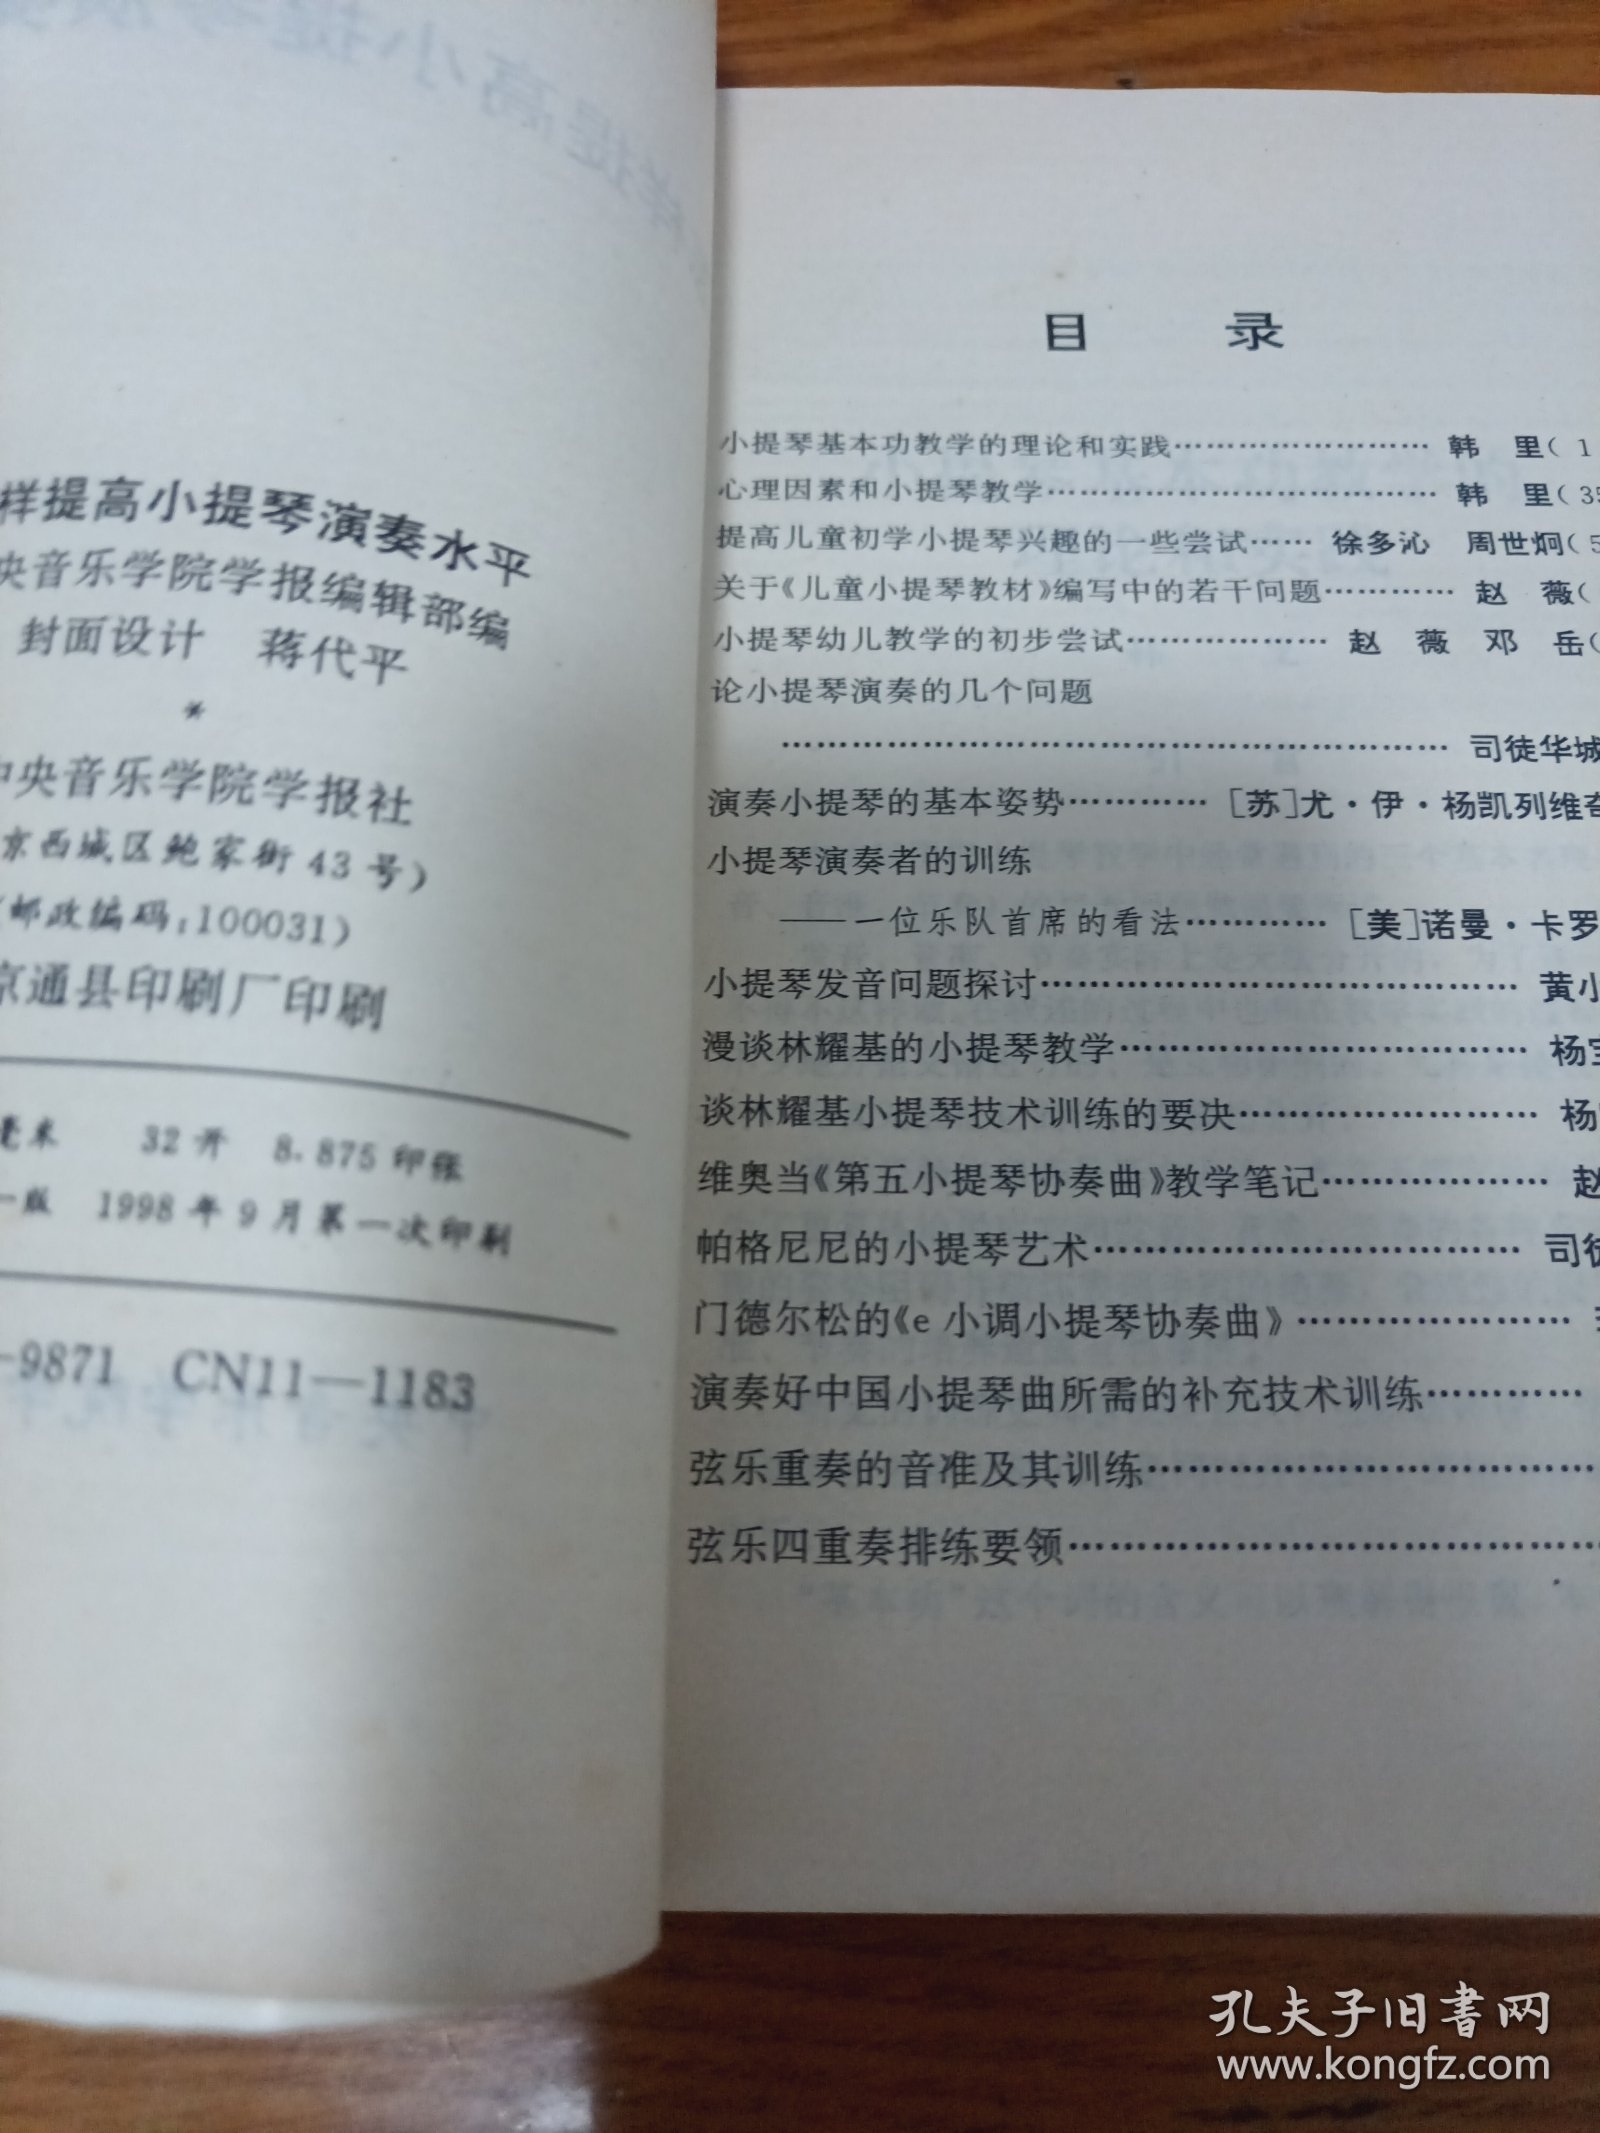 样提高小提琴演奏水平
央音乐学院学报编辑部编
封面设计 蒋代平
*
中央音乐学院学报社
京西城区鲍家街43号)
(邮政编码:100031)
京通县印刷厂印刷
毫米 32开 8.875印张
一版 1998年9月第一次印刷
-9871 CN11—1183
目 录
小提琴基本功教学的理论和实践…………………… 韩 里( 1
心理因素和小提琴教学……………………………… 韩 里( 35
提高儿童初学小提琴兴趣的一些尝试…… 徐多沁 周世炯( 5
关于《儿童小提琴教材》编写中的若干问题………… 赵 薇(
小提琴幼儿教学的初步尝试……………… 赵 薇 邓 岳(
论小提琴演奏的几个问题
…………………………………………………… 司徒华城
演奏小提琴的基本姿势………… [苏]尤·伊·杨凯列维奇
小提琴演奏者的训练
——一位乐队首席的看法………… [美]诺曼·卡罗
小提琴发音问题探讨…………………………………… 黄小
漫谈林耀基的小提琴教学……………………………… 杨宝
谈林耀基小提琴技术训练的要决……………………… 杨
维奥当《第五小提琴协奏曲》教学笔记……………… 赵
帕格尼尼的小提琴艺术……………………………… 司徒
门德尔松的《e小调小提琴协奏曲》…………………
演奏好中国小提琴曲所需的补充技术训练…………
弦乐重奏的音准及其训练………………………………
弦乐四重奏排练要领……………………………………
孔夫子旧书网
www.kongfz.com